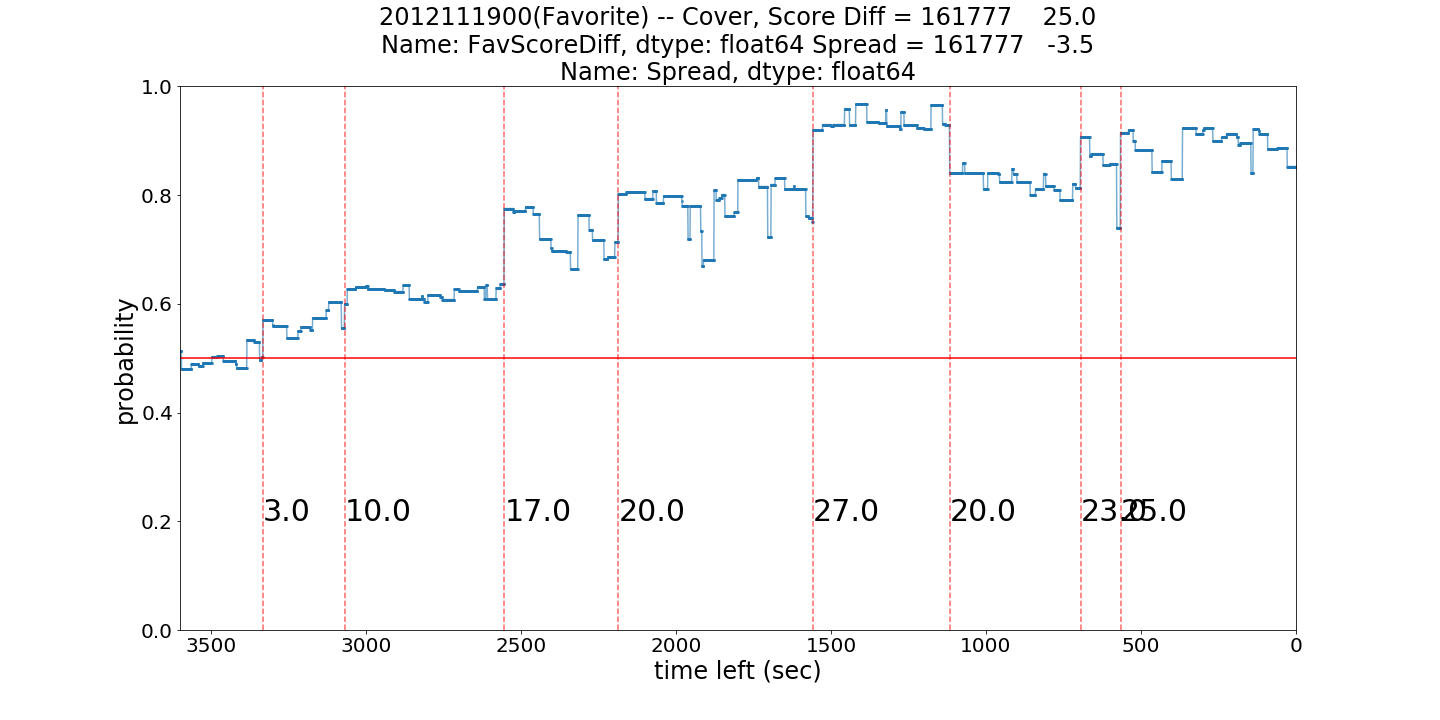 2012111900(Favorite) -- Cover, Score Diff = 161777    25.0
Name: FavScoreDiff, dtype: float64 Spread = 161777   -3.5
Name: Spread, dtype: float64
1.0
0.8
0.6
0.4
0.2
0.0
probability
3.0 10.0 17.0 20.0 27.0 20.0 23.0 25.0
3500 3000 2500 2000 1500 1000 500 0
time left (sec)